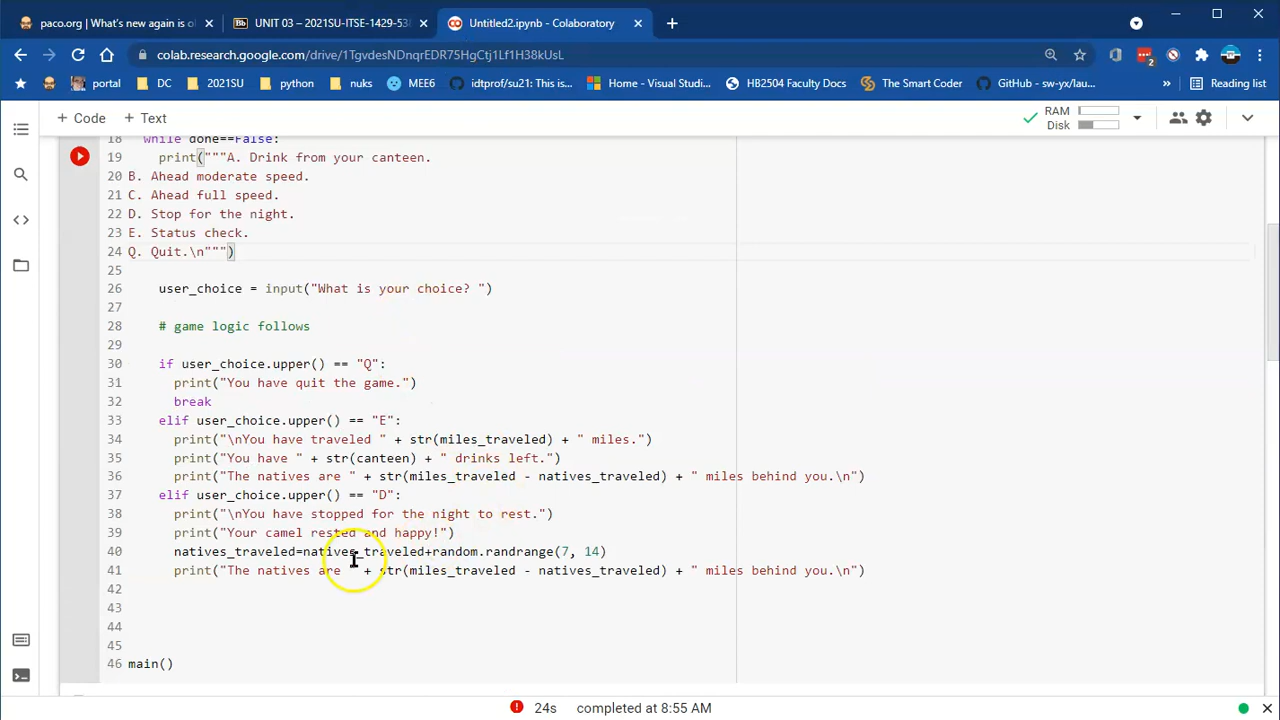 paco.org | What's new again is ol
UNIT 03 – 2021SU-ITSE-1429-538
Untitled2.ipynb - Colaboratory
colab.research.google.com/drive/1TgvdesNDnqrEDR75HgCtj1Lf1H38kUsL
2
portal DC 2021SU python nuks MEE6 idtprof/su21: This is... Home - Visual Studi... HB2504 Faculty Docs The Smart Coder GitHub - sw-yx/lau... » Reading list
+ Code + Text
RAM
Disk
18 while done==False:
19 print("""A. Drink from your canteen.
20 B. Ahead moderate speed.
21 C. Ahead full speed.
22 D. Stop for the night.
23 E. Status check.
24 Q. Quit.\n""")
25
26 user_choice = input("What is your choice? ")
27
28 # game logic follows
29
30 if user_choice.upper() == "Q":
31 print("You have quit the game.")
32 break
33 elif user_choice.upper() == "E":
34 print("\nYou have traveled " + str(miles_traveled) + " miles.")
35 print("You have " + str(canteen) + " drinks left.")
36 print("The natives are " + str(miles_traveled - natives_traveled) + " miles behind you.\n")
37 elif user_choice.upper() == "D":
38 print("\nYou have stopped for the night to rest.")
39 print("Your camel rested and happy!")
40 natives_traveled=natives_traveled+random.randrange(7, 14)
41 print("The natives are " + str(miles_traveled - natives_traveled) + " miles behind you.\n")
42
43
44
45
46 main()
24s completed at 8:55 AM